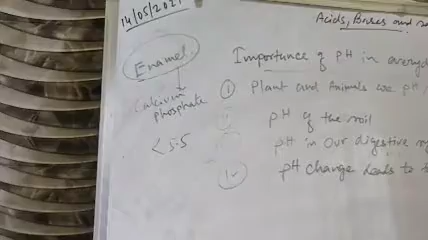 14/05/2021
Acids, Bases and
Enamel
Importance of pH in everyd
Calcium
phosphate
① Plant and Animals are pH
pH of the soil
< 5.5
pH in Our digestive
pH change leads to t